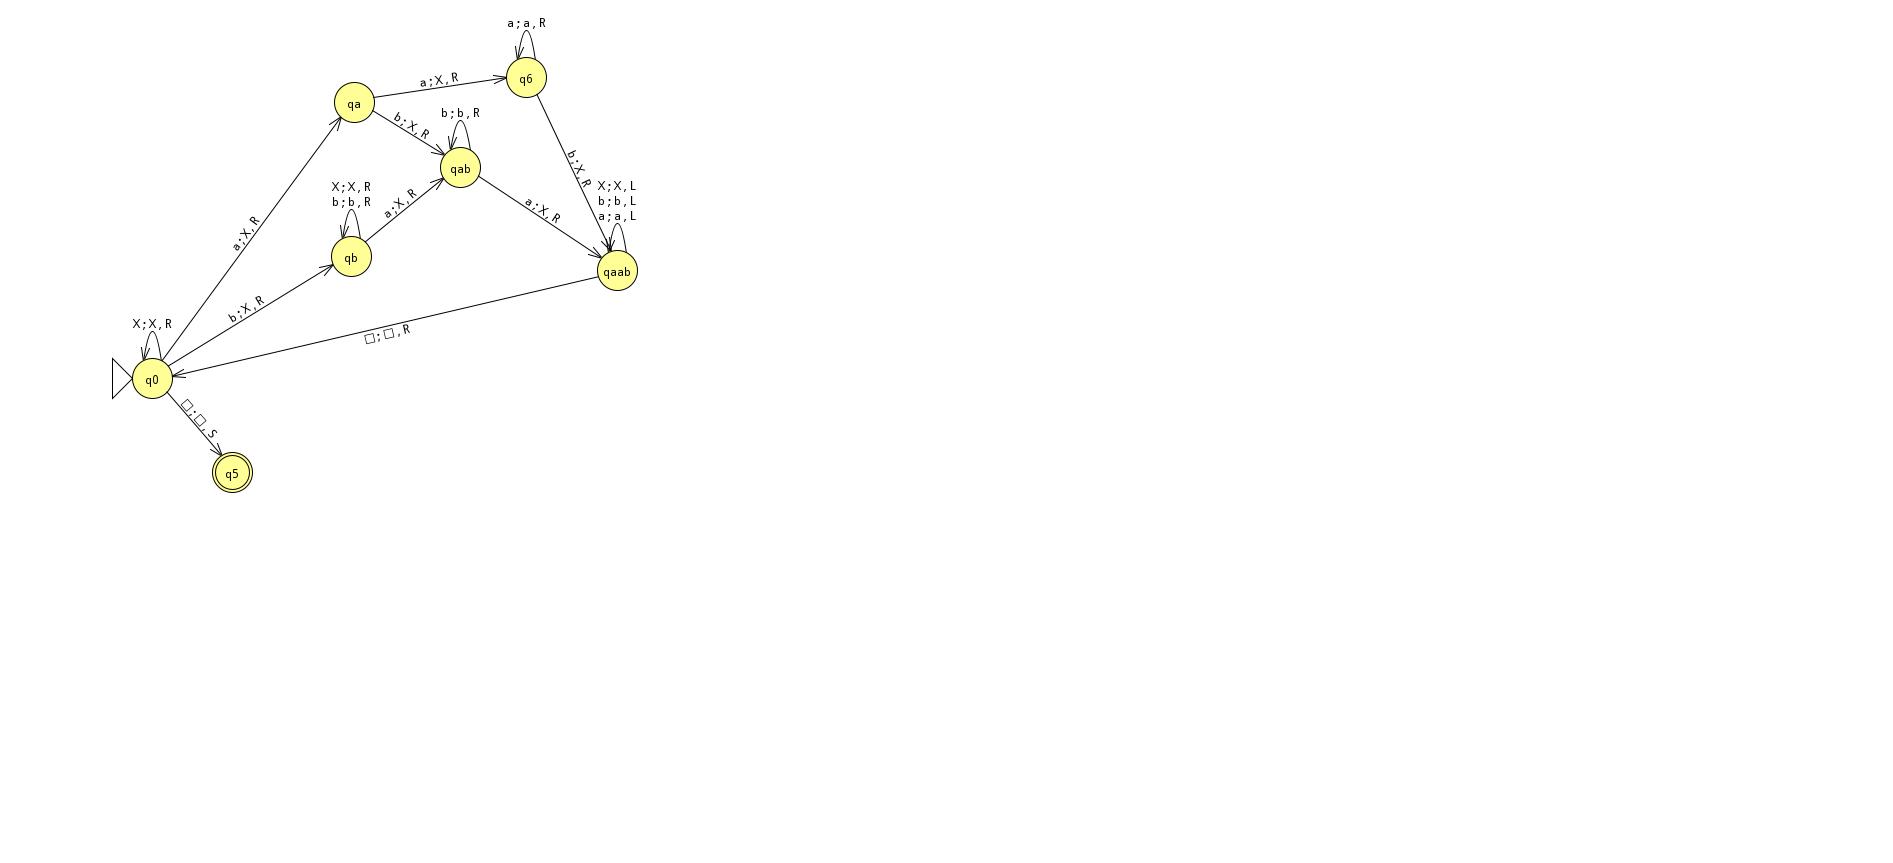 a;a,R
q6
a;X,R
qa
b;X,R
b;b,R
qab
b;X,R
X;X,R
b;b,R
a;X,R
qb
a;X,R
X;X,L
b;b,L
a;a,L
qaab
a;X,R
b;X,R
X;X,R
q0
□;□,R
□;□,S
q5